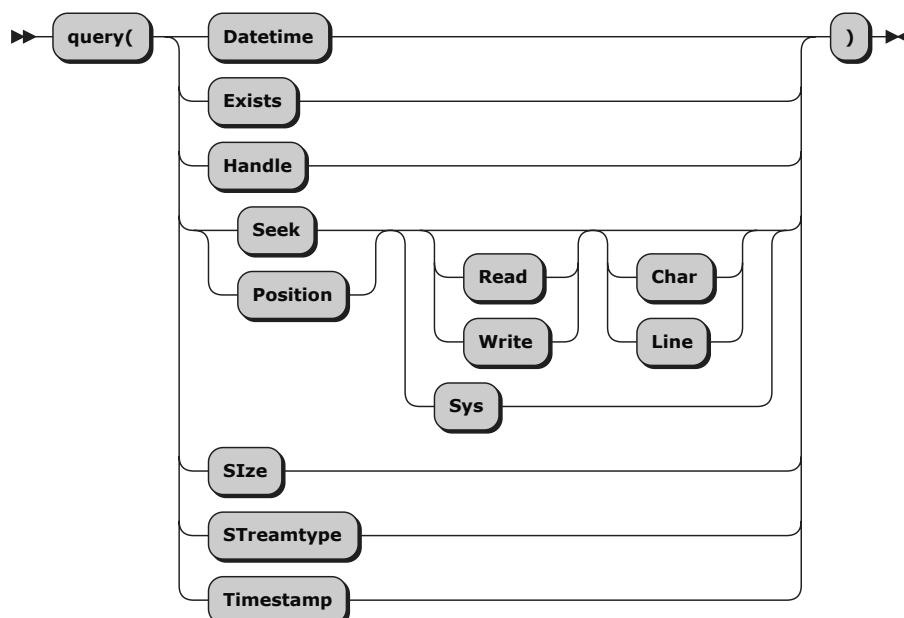 query( Datetime )
Exists
Handle
Seek
Read Char
Position
Write Line
Sys
SIze
STreamtype
Timestamp